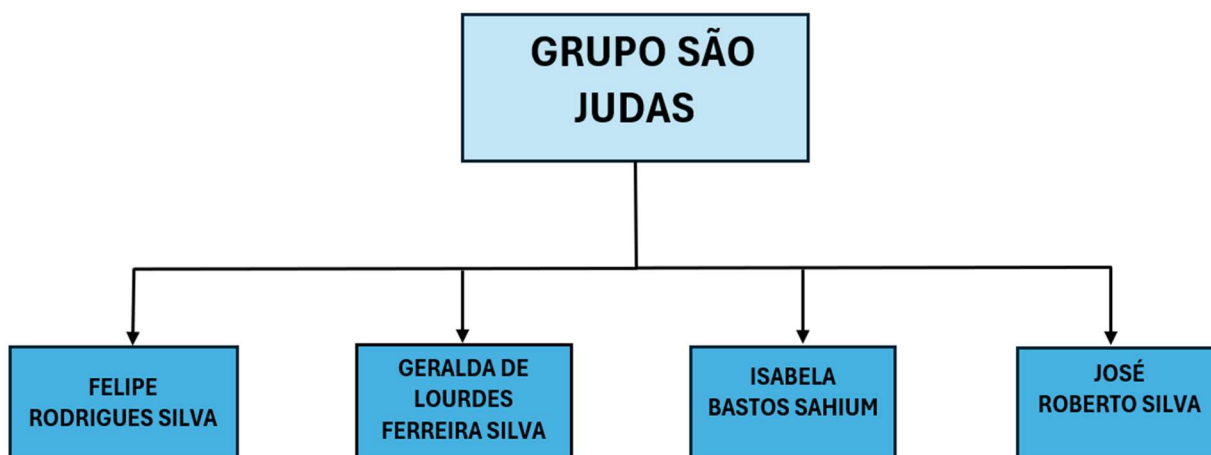 GRUPO SÃO
JUDAS
FELIPE
RODRIGUES SILVA
GERALDA DE
LOURDES
FERREIRA SILVA
ISABELA
BASTOS SAHIUM
JOSÉ
ROBERTO SILVA